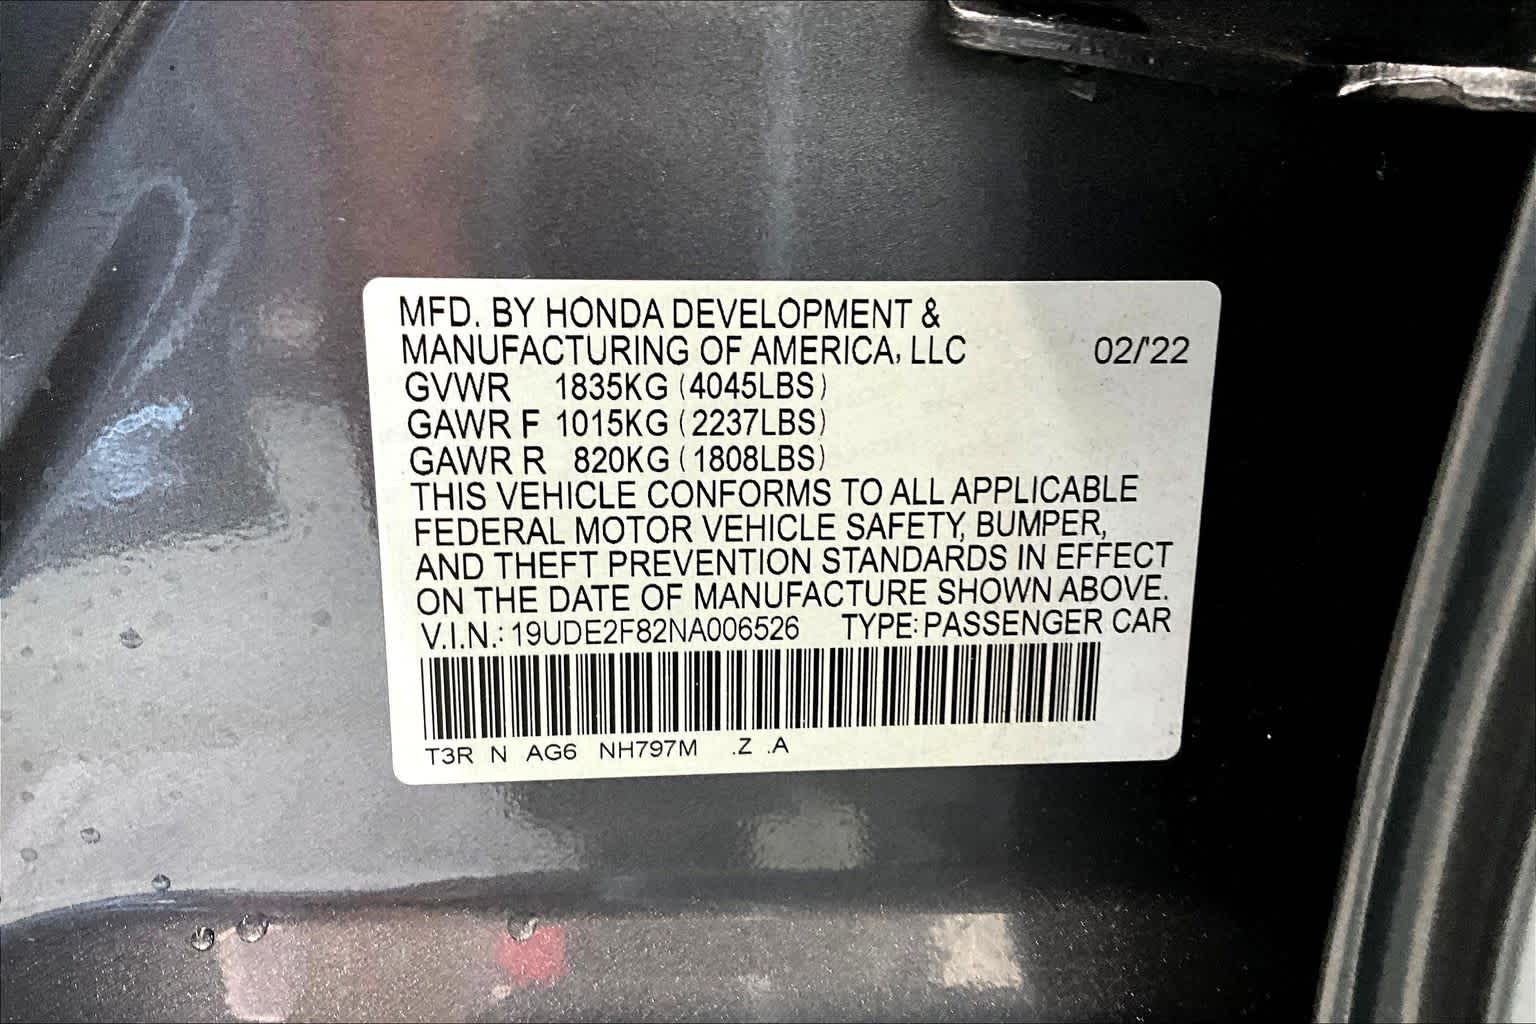 MFD. BY HONDA DEVELOPMENT &
MANUFACTURING OF AMERICA, LLC 02/'22
GVWR 1835KG (4045LBS)
GAWR F 1015KG (2237LBS)
GAWR R 820KG (1808LBS)
THIS VEHICLE CONFORMS TO ALL APPLICABLE
FEDERAL MOTOR VEHICLE SAFETY, BUMPER,
AND THEFT PREVENTION STANDARDS IN EFFECT
ON THE DATE OF MANUFACTURE SHOWN ABOVE.
V.I.N.: 19UDE2F82NA006526 TYPE: PASSENGER CAR
T3R N AG6 NH797M .Z .A